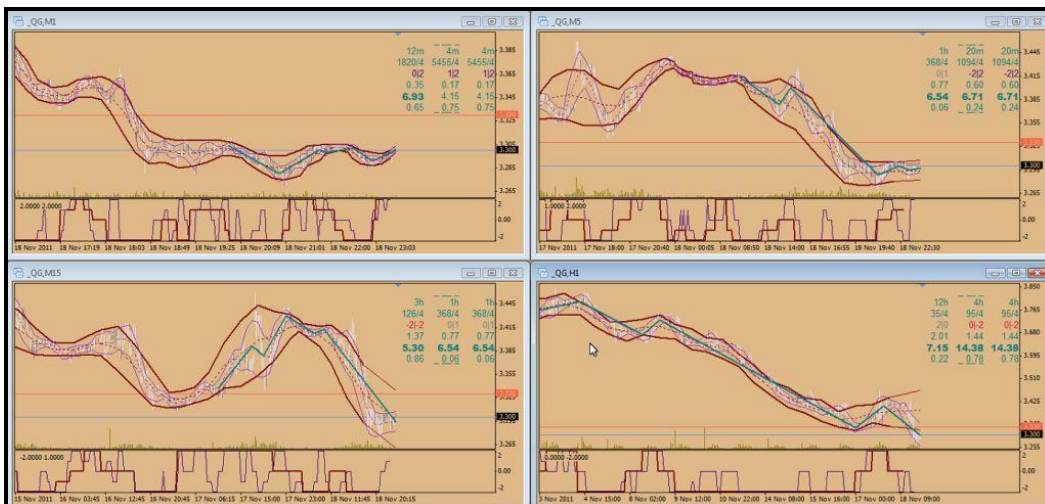 _QG,M1
12m 4m 4m
1820/4 5455/4 5455/4
0|2 1|2 1|2
0.35 0.17 0.17
6.93 4.15 4.15
0.65 0.75 0.75
3.385
3.365
3.345
3.300
3.285
3.265
2.0000 2.0000
2
0.00
-2
18 Nov 2011 18 Nov 17:19 18 Nov 18:03 18 Nov 18:49 18 Nov 19:25 18 Nov 20:09 18 Nov 21:01 18 Nov 22:00 18 Nov 23:03
_QG,M5
1h 20m 20m
368/4 1094/4 1094/4
0|1 -2|2 -2|2
0.77 0.60 0.60
6.54 6.71 6.71
0.06 0.24 0.24
3.445
3.415
3.385
3.355
3.300
3.265
1.0000 2.0000
2
0.00
-2
17 Nov 2011 17 Nov 18:00 17 Nov 20:40 18 Nov 00:05 18 Nov 08:50 18 Nov 14:00 18 Nov 16:55 18 Nov 19:40 18 Nov 22:30
_QG,M15
3h 1h 1h
126/4 368/4 368/4
-2|-2 0|1 0|1
1.37 0.77 0.77
5.30 6.54 6.54
0.86 0.06 0.06
3.445
3.415
3.385
3.355
3.300
3.265
-2.0000 1.0000
2
0.00
-2
15 Nov 2011 16 Nov 03:45 16 Nov 12:45 16 Nov 20:45 17 Nov 06:15 17 Nov 15:00 17 Nov 23:00 18 Nov 11:45 18 Nov 20:15
_QG,H1
12h 4h 4h
35/4 95/4 95/4
2|0 0|-2 0|-2
2.01 1.44 1.44
7.15 14.38 14.38
0.22 0.78 0.78
3.850
3.765
3.680
3.595
3.510
3.425
3.300
3.255
0.0000 -2.0000
2
0.00
-2
3 Nov 2011 4 Nov 15:00 8 Nov 02:00 9 Nov 12:00 10 Nov 22:00 14 Nov 08:00 15 Nov 16:00 17 Nov 00:00 18 Nov 09:00